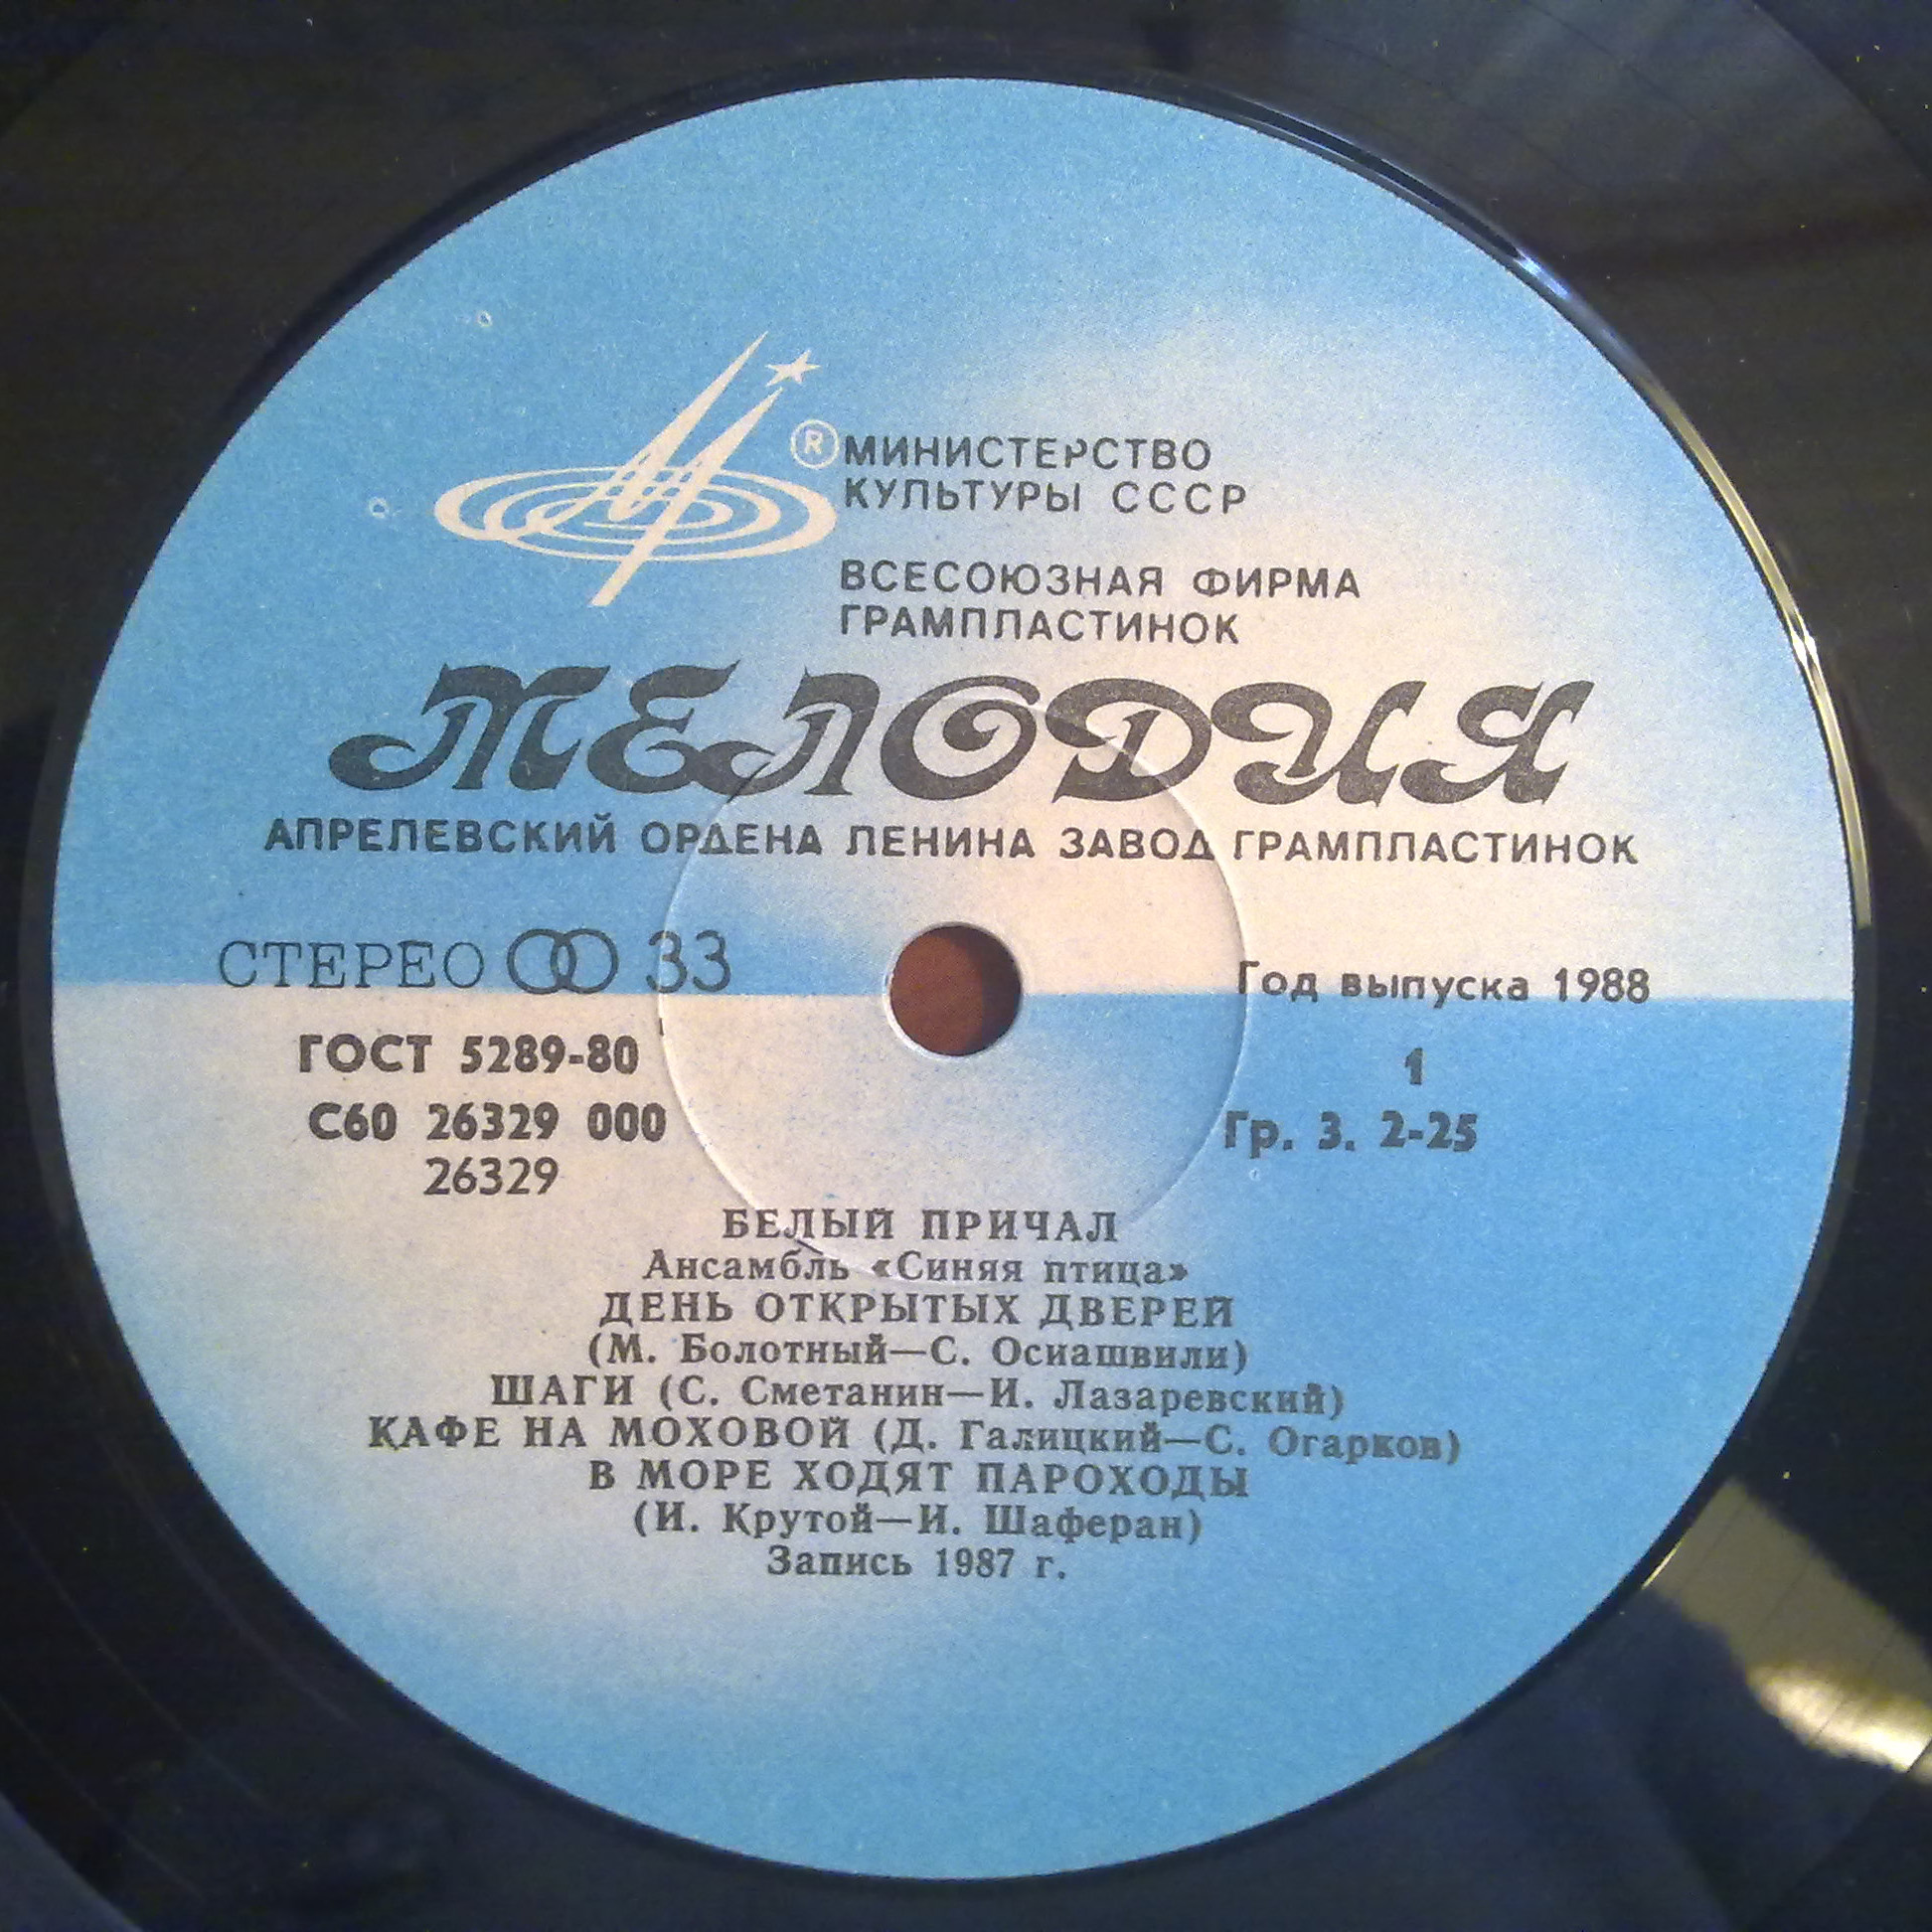 ®
МИНИСТЕРСТВО
КУЛЬТУРЫ СССР
ВСЕСОЮЗНАЯ ФИРМА
ГРАМПЛАСТИНОК
МЕЛОДИЯ
АПРЕЛЕВСКИЙ ОРДЕНА ЛЕНИНА ЗАВОД ГРАМПЛАСТИНОК
СТЕРЕО 33
Год выпуска 1988
ГОСТ 5289-80
1
С60 26329 000
Гр. 3. 2-25
26329
БЕЛЫЙ ПРИЧАЛ
Ансамбль «Синяя птица»
ДЕНЬ ОТКРЫТЫХ ДВЕРЕЙ
(М. Болотный—С. Осиашвили)
ШАГИ (С. Сметанин—И. Лазаревский)
КАФЕ НА МОХОВОЙ (Д. Галицкий—С. Огарков)
В МОРЕ ХОДЯТ ПАРОХОДЫ
(И. Крутой—И. Шаферан)
Запись 1987 г.